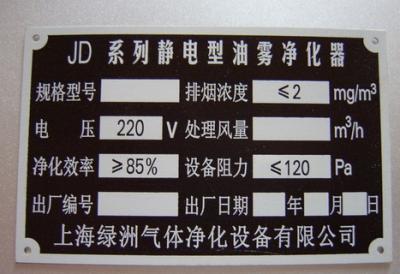 JD 系列静电型油雾净化器
规格型号 排烟浓度 ≤2 mg/m³
电压 220 V 处理风量 m³/h
净化效率 ≥85% 设备阻力 ≤120 Pa
出厂编号 出厂日期 年 月 日
上海绿洲气体净化设备有限公司